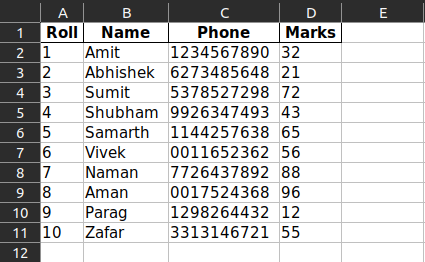 A B C D E
1 Roll Name Phone Marks
2 1 Amit 1234567890 32
3 2 Abhishek 6273485648 21
4 3 Sumit 5378527298 72
5 4 Shubham 9926347493 43
6 5 Samarth 1144257638 65
7 6 Vivek 0011652362 56
8 7 Naman 7726437892 88
9 8 Aman 0017524368 96
10 9 Parag 1298264432 12
11 10 Zafar 3313146721 55
12